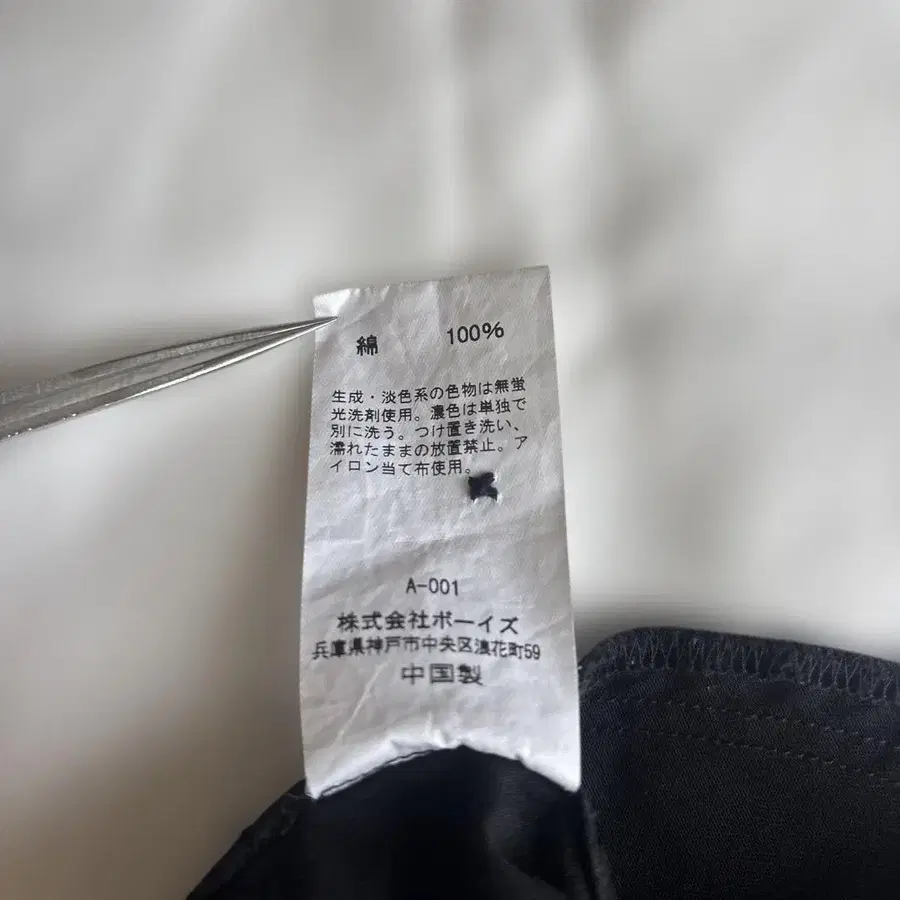 綿 100%
生成・淡色系の色物は無蛍
光洗剤使用。濃色は単独で
別に洗う。つけ置き洗い、
濡れたままの放置禁止。ア
イロン当て布使用。
A-001
株式会社ボーイズ
兵庫県神戸市中央区浪花町59
中国製